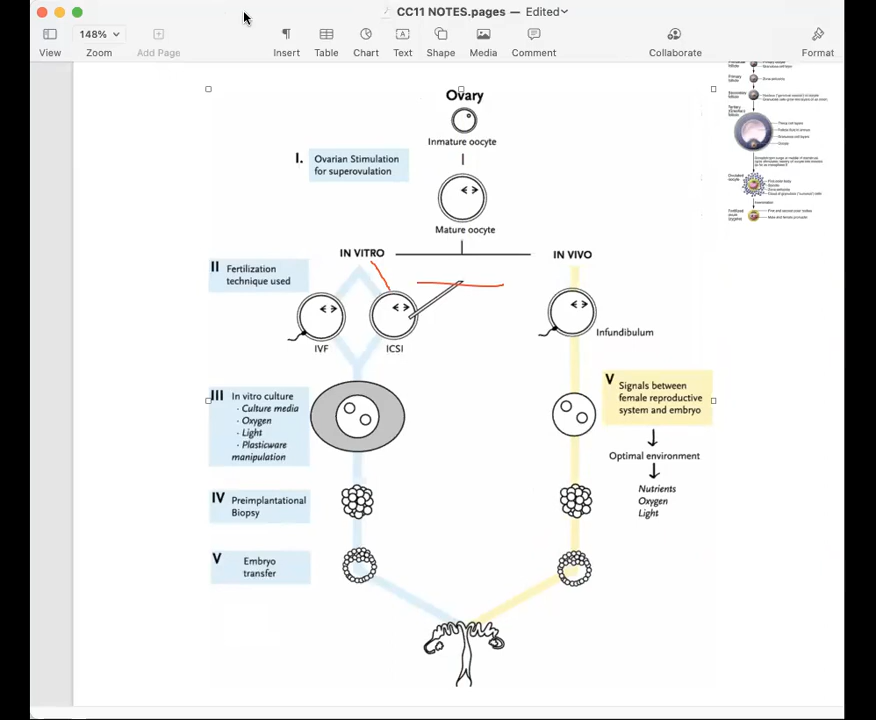 CC11 NOTES.pages — Edited
148%
View
Zoom
Add Page
Insert
Table
Chart
Text
Shape
Media
Comment
Collaborate
Format
Ovary
Inmature oocyte
I. Ovarian Stimulation
for superovulation
Mature oocyte
IN VITRO
IN VIVO
II Fertilization
technique used
IVF
ICSI
Infundibulum
III In vitro culture
· Culture media
· Oxygen
· Light
· Plasticware
manipulation
V Signals between
female reproductive
system and embryo
Optimal environment
Nutrients
Oxygen
Light
IV Preimplantational
Biopsy
V Embryo
transfer